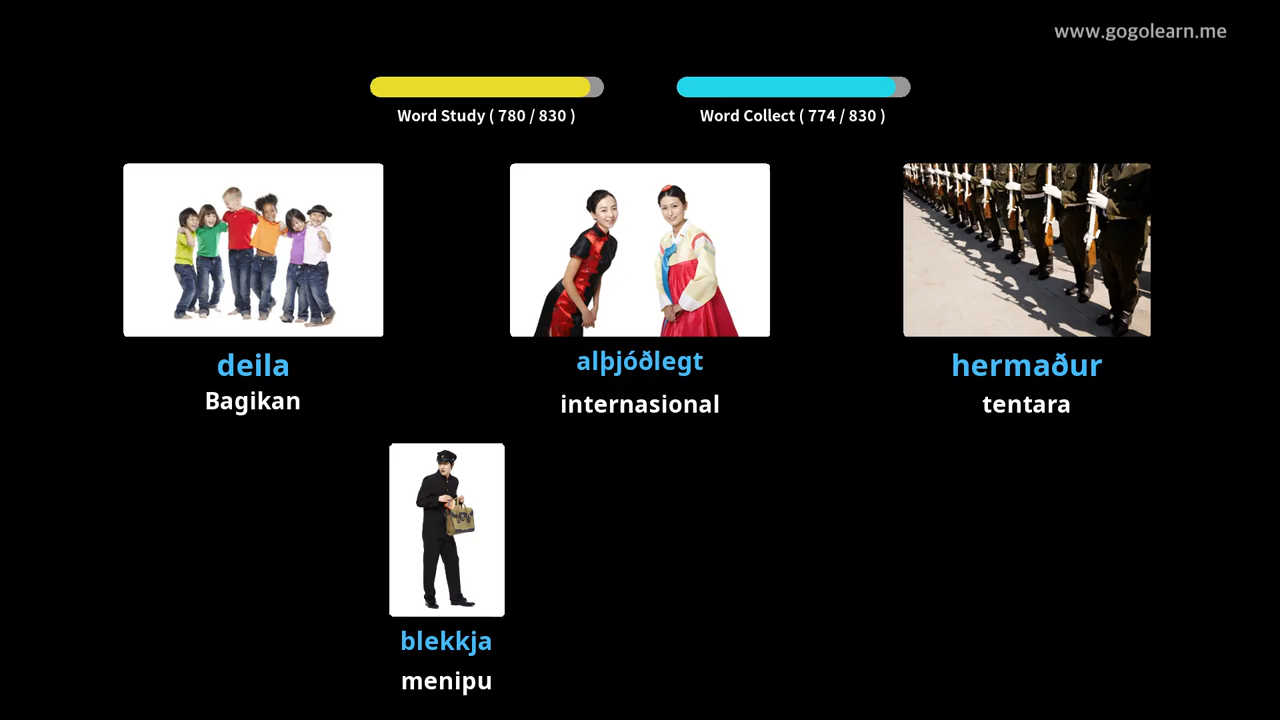 www.gogolearn.me
Word Study ( 780 / 830 )
Word Collect ( 774 / 830 )
deila
Bagikan
alþjóðlegt
internasional
hermaður
tentara
blekkja
menipu